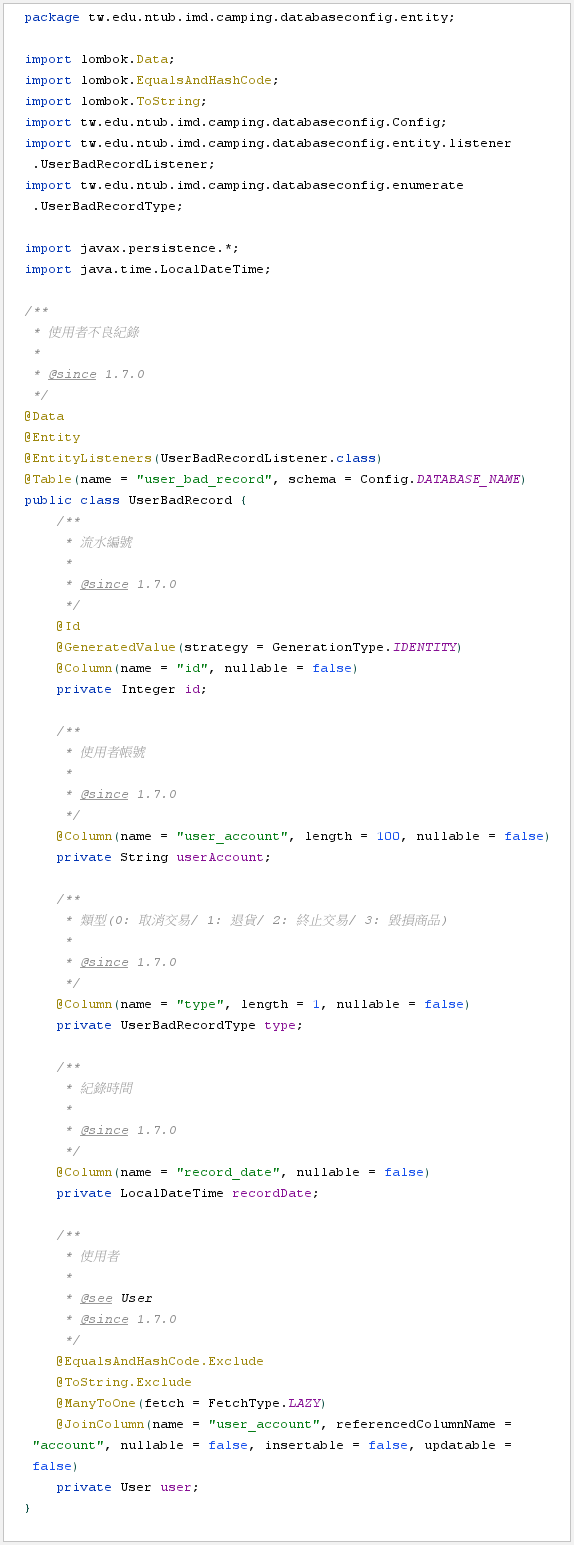 package tw.edu.ntub.imd.camping.databaseconfig.entity;

import lombok.Data;
import lombok.EqualsAndHashCode;
import lombok.ToString;
import tw.edu.ntub.imd.camping.databaseconfig.Config;
import tw.edu.ntub.imd.camping.databaseconfig.entity.listener
 .UserBadRecordListener;
import tw.edu.ntub.imd.camping.databaseconfig.enumerate
 .UserBadRecordType;

import javax.persistence.*;
import java.time.LocalDateTime;

/**
 * 使用者不良紀錄
 *
 * @since 1.7.0
 */
@Data
@Entity
@EntityListeners(UserBadRecordListener.class)
@Table(name = "user_bad_record", schema = Config.DATABASE_NAME)
public class UserBadRecord {
    /**
     * 流水編號
     *
     * @since 1.7.0
     */
    @Id
    @GeneratedValue(strategy = GenerationType.IDENTITY)
    @Column(name = "id", nullable = false)
    private Integer id;

    /**
     * 使用者帳號
     *
     * @since 1.7.0
     */
    @Column(name = "user_account", length = 100, nullable = false)
    private String userAccount;

    /**
     * 類型(0: 取消交易/ 1: 退貨/ 2: 終止交易/ 3: 毀損商品)
     *
     * @since 1.7.0
     */
    @Column(name = "type", length = 1, nullable = false)
    private UserBadRecordType type;

    /**
     * 紀錄時間
     *
     * @since 1.7.0
     */
    @Column(name = "record_date", nullable = false)
    private LocalDateTime recordDate;

    /**
     * 使用者
     *
     * @see User
     * @since 1.7.0
     */
    @EqualsAndHashCode.Exclude
    @ToString.Exclude
    @ManyToOne(fetch = FetchType.LAZY)
    @JoinColumn(name = "user_account", referencedColumnName =
 "account", nullable = false, insertable = false, updatable =
 false)
    private User user;
}